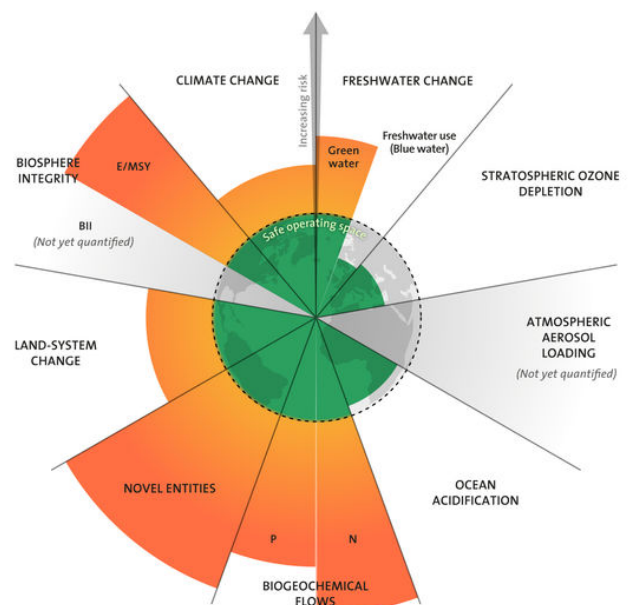 CLIMATE CHANGE
FRESHWATER CHANGE
Increasing risk
Green
water
Freshwater use
(Blue water)
STRATOSPHERIC OZONE
DEPLETION
ATMOSPHERIC
AEROSOL
LOADING
(Not yet quantified)
OCEAN
ACIDIFICATION
N
P
BIOGEOCHEMICAL
FLOWS
NOVEL ENTITIES
LAND-SYSTEM
CHANGE
BIOSPHERE
INTEGRITY
E/MSY
BII
(Not yet quantified)
Safe operating space